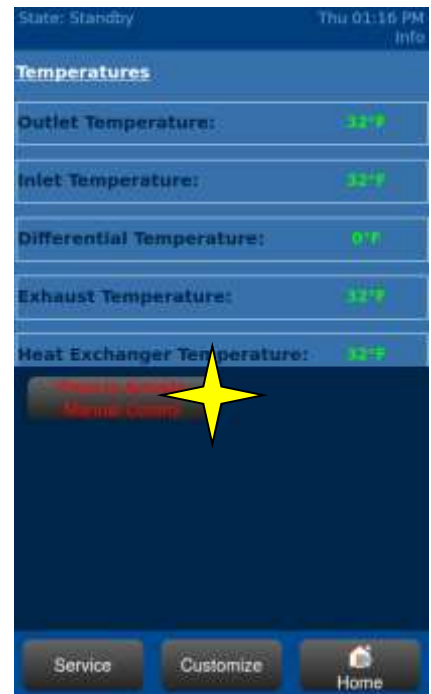 State: Standby
Thu 01:16 PM
Info
Temperatures
Outlet Temperature: 32°F
Inlet Temperature: 32°F
Differential Temperature: 0°F
Exhaust Temperature: 32°F
Heat Exchanger Temperature: 32°F
Manual
Service
Customize
Home